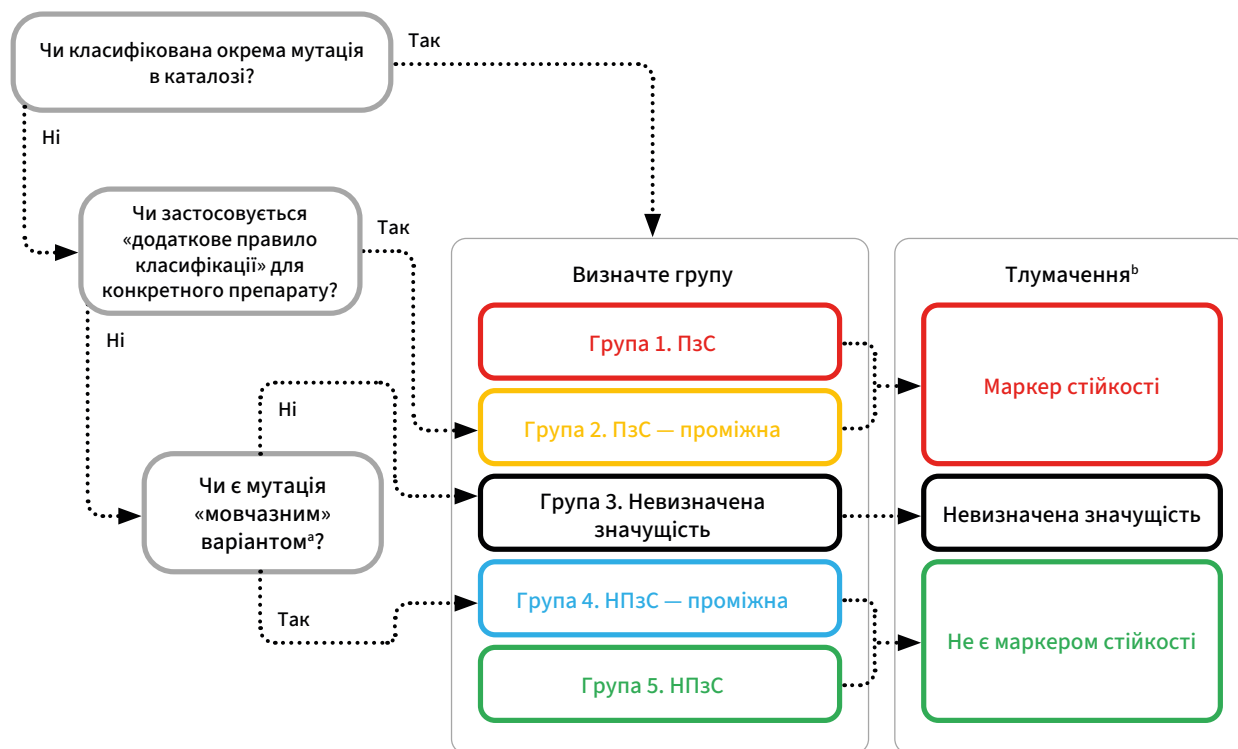 Чи класифікована окрема мутація
в каталозі?
Так
Ні
Чи застосовується
«додаткове правило
класифікації» для
конкретного препарату?
Так
Ні
Чи є мутація
«мовчазним»
варіантомᵃ?
Ні
Так
Визначте групу
Група 1. ПзС
Група 2. ПзС — проміжна
Група 3. Невизначена
значущість
Група 4. НПзС — проміжна
Група 5. НПзС
Тлумаченняᵇ
Маркер стійкості
Невизначена значущість
Не є маркером стійкості